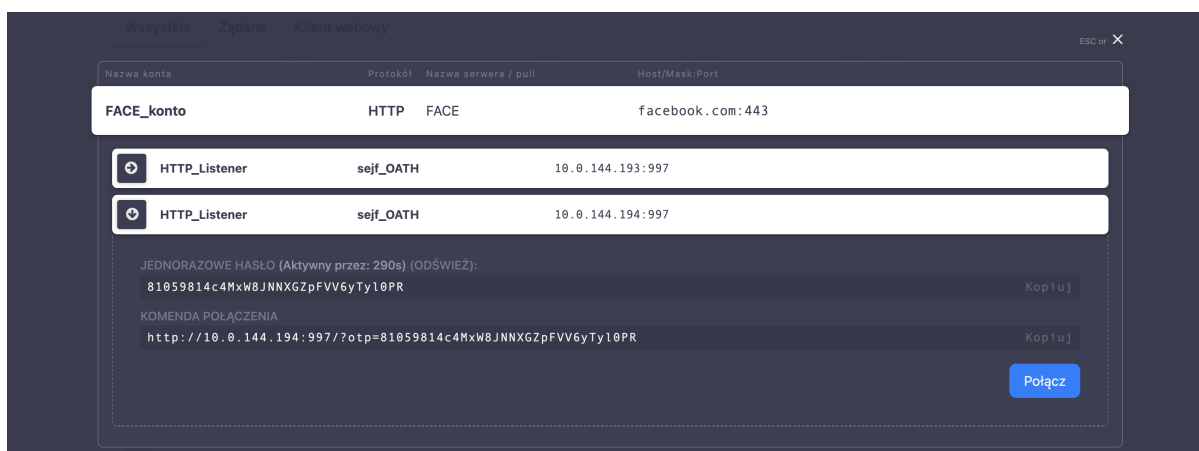 Wszystkie Żądane Klient webowy
ESC or ✕
Nazwa konta Protokół Nazwa serwera / puli Host/Mask:Port
FACE_konto HTTP FACE facebook.com:443
HTTP_Listener sejf_OATH 10.0.144.193:997
HTTP_Listener sejf_OATH 10.0.144.194:997
JEDNORAZOWE HASŁO (Aktywny przez: 290s) (ODŚWIEŻ):
81059814c4MxW8JNNXGZpFVV6yTyl0PR Kopiuj
KOMENDA POŁĄCZENIA
http://10.0.144.194:997/?otp=81059814c4MxW8JNNXGZpFVV6yTyl0PR Kopiuj
Połącz